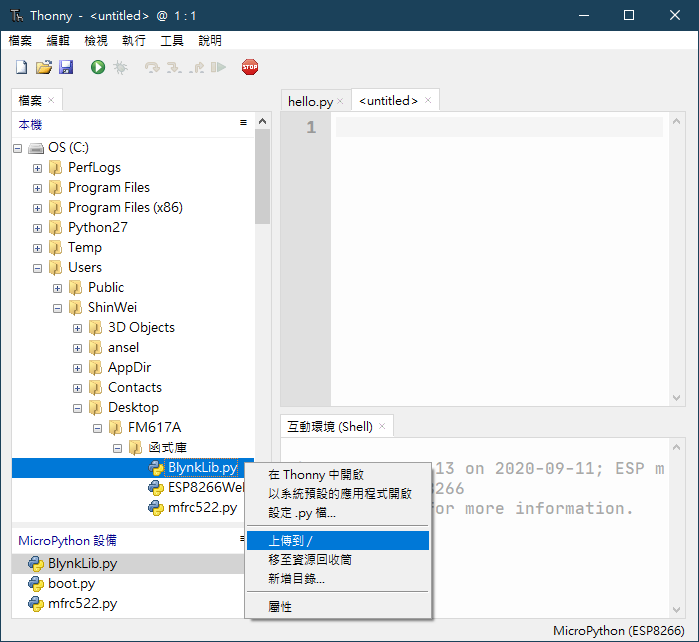 Thonny - <untitled> @ 1 : 1
檔案 編輯 檢視 執行 工具 說明
STOP
檔案
本機
OS (C:)
PerfLogs
Program Files
Program Files (x86)
Python27
Temp
Users
Public
ShinWei
3D Objects
ansel
AppDir
Contacts
Desktop
FM617A
函式庫
BlynkLib.py
ESP8266We
mfrc522.py
MicroPython 設備
BlynkLib.py
boot.py
mfrc522.py
hello.py <untitled>
1
互動環境 (Shell)
13 on 2020-09-11; ESP m
266
for more information.
在 Thonny 中開啟
以系統預設的應用程式開啟
設定 .py 檔...
上傳到 /
移至資源回收筒
新增目錄...
屬性
MicroPython (ESP8266)